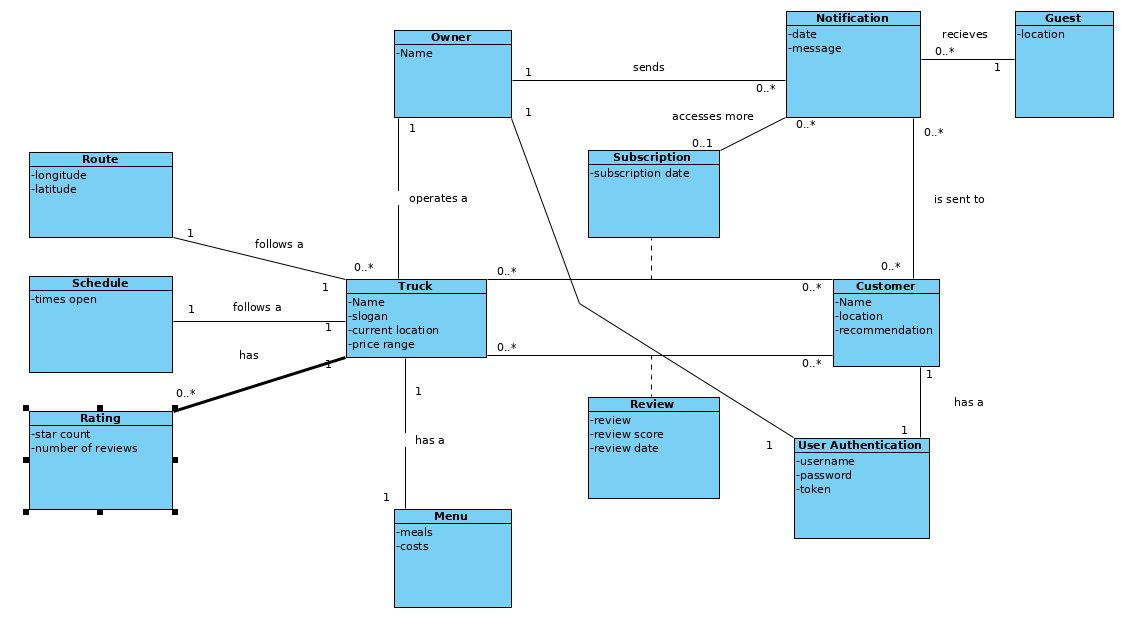 Notification
-date
-message
Guest
-location
recieves
0..*
1
Owner
-Name
1
sends
0..*
1
accesses more
0..*
0..1
0..*
1
Subscription
-subscription date
Route
-longitude
-latitude
operates a
is sent to
1
follows a
0..*
1
0..*
0..*
0..*
Schedule
-times open
Truck
-Name
-slogan
-current location
-price range
Customer
-Name
-location
-recommendation
1
follows a
1
has
1
0..*
0..*
0..*
1
1
has a
Rating
-star count
-number of reviews
Review
-review
-review score
-review date
has a
1
1
User Authentication
-username
-password
-token
1
Menu
-meals
-costs